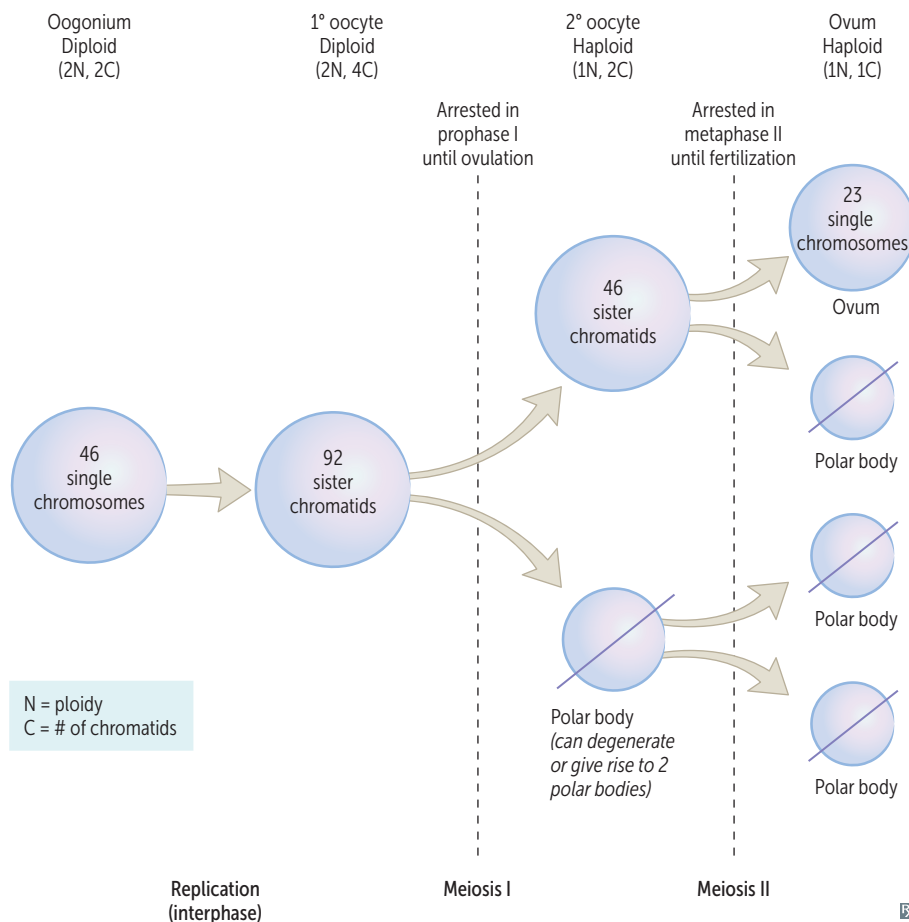 Oogonium
Diploid
(2N, 2C)
1° oocyte
Diploid
(2N, 4C)
2° oocyte
Haploid
(1N, 2C)
Ovum
Haploid
(1N, 1C)
Arrested in
prophase I
until ovulation
Arrested in
metaphase II
until fertilization
46
single
chromosomes
92
sister
chromatids
46
sister
chromatids
23
single
chromosomes
Ovum
Polar body
Polar body
Polar body
Polar body
(can degenerate
or give rise to 2
polar bodies)
N = ploidy
C = # of chromatids
Replication
(interphase)
Meiosis I
Meiosis II